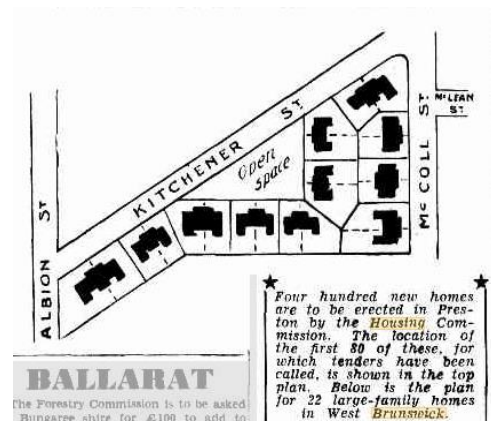 McLEAN
ST.
McCOLL ST
KITCHENER ST
Open
space
ALBION ST
Four hundred new homes
are to be erected in Pres-
ton by the Housing Com-
mission. The location of
the first 80 of these, for
which tenders have been
called, is shown in the top
plan. Below is the plan
for 22 large-family homes
in West Brunswick.
BALLARAT
The Forestry Commission is to be asked
Bungaree shire for £100 to add to